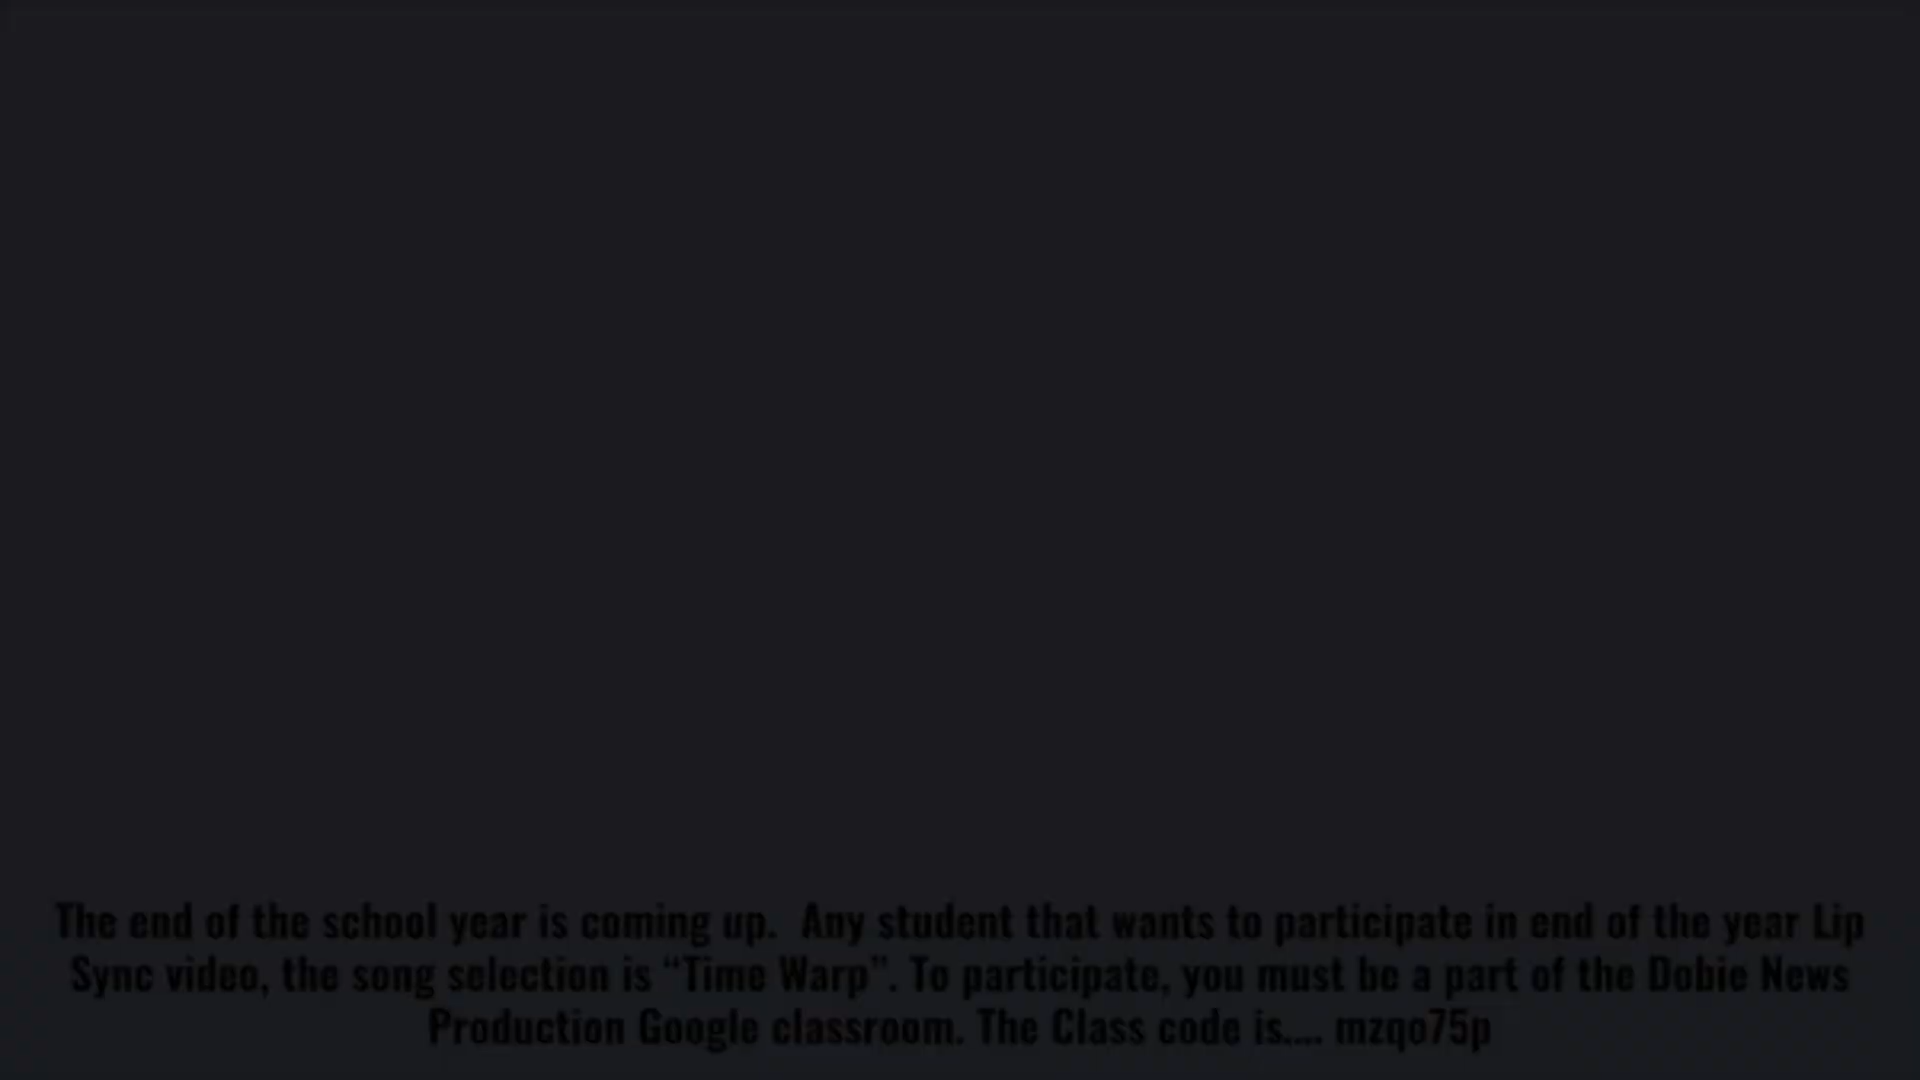 The end of the school year is coming up.  Any student that wants to participate in end of the year Lip
Sync video, the song selection is “Time Warp”. To participate, you must be a part of the Dobie News
Production Google classroom. The Class code is.... mzqo75p